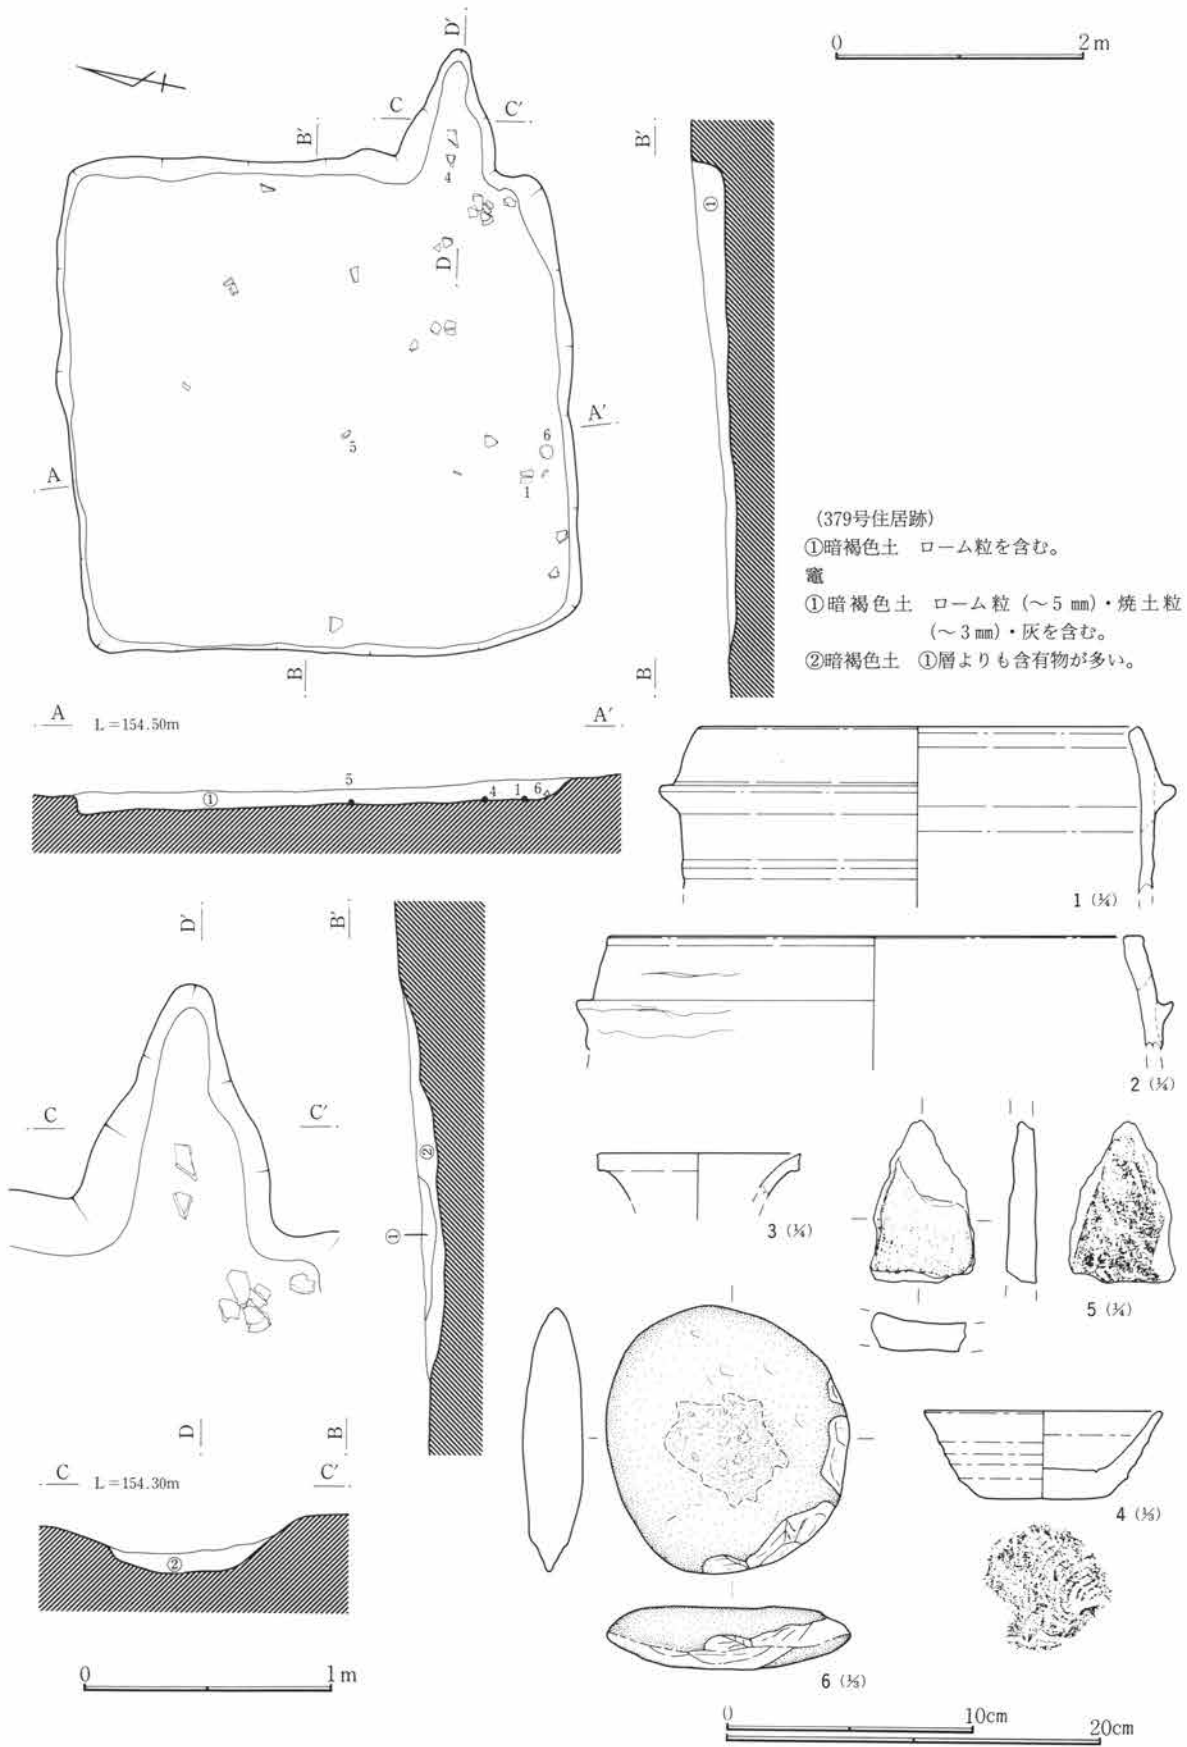 0 2m
D'
C C'
B' B'
4
①
D
A'
5
6
1
A
B B
(379号住居跡)
①暗褐色土 ローム粒を含む。
竈
①暗褐色土 ローム粒(～5㎜)・焼土粒
(～3㎜)・灰を含む。
②暗褐色土 ①層よりも含有物が多い。
A L=154.50m A'
① 5 4 1 6
1 (¼)
2 (¼)
D' B'
C C'
②
①
3 (¼)
5 (¼)
D B
C L=154.30m C'
②
4 (⅓)
6 (⅓)
0 1m
0 10cm
20cm